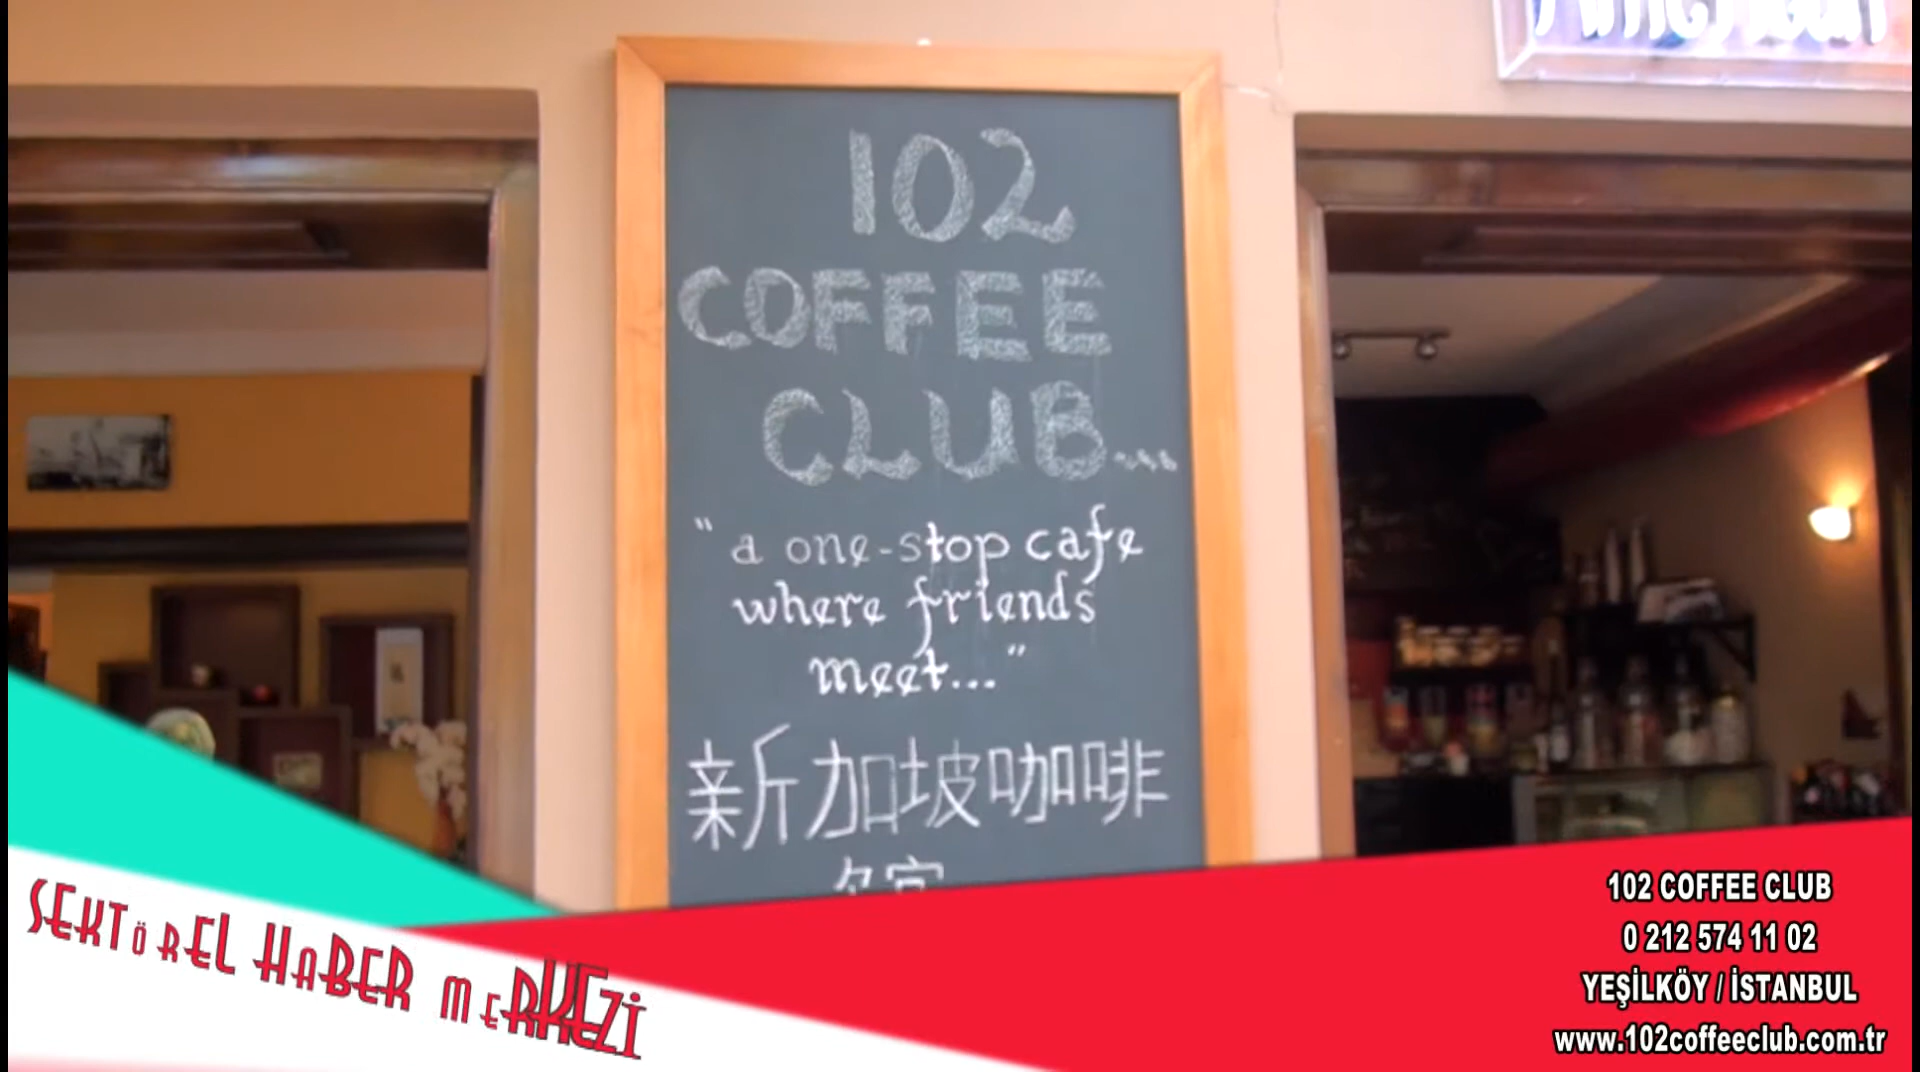 102
COFFEE
CLUB...
"a one-stop cafe
where friends
meet..."
新加坡咖啡
SEKTÖREL HABER MERKEZİ
102 COFFEE CLUB
0 212 574 11 02
YEŞİLKÖY / İSTANBUL
www.102coffeeclub.com.tr